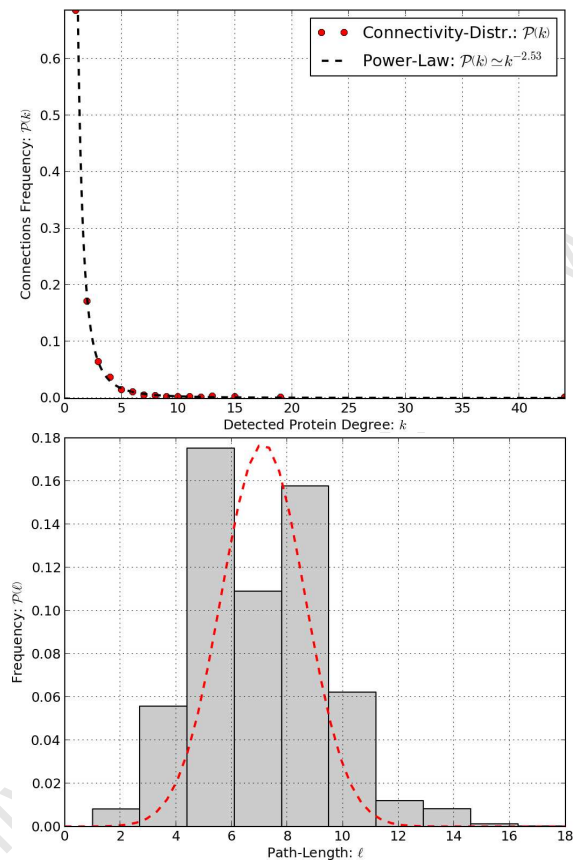 Connectivity-Distr.: 𝒫(k)
Power-Law: 𝒫(k) ≃ k^{-2.53}
Connections Frequency: 𝒫(k)
0.6
0.5
0.4
0.3
0.2
0.1
0.0
0 5 10 15 20 25 30 35 40
Detected Protein Degree: k
Frequency: 𝒫(ℓ)
0.18
0.16
0.14
0.12
0.10
0.08
0.06
0.04
0.02
0.00
0 2 4 6 8 10 12 14 16 18
Path-Length: ℓ